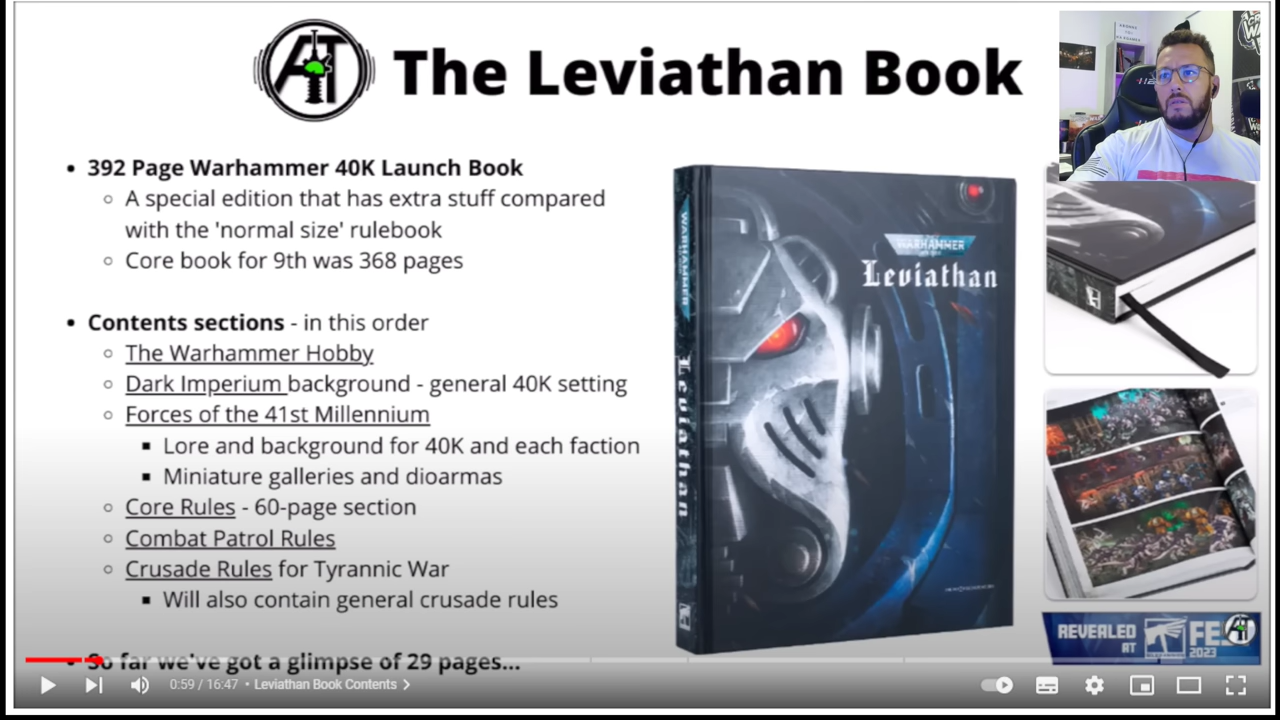 AT
The Leviathan Book
• 392 Page Warhammer 40K Launch Book
○ A special edition that has extra stuff compared
with the 'normal size' rulebook
○ Core book for 9th was 368 pages
• Contents sections - in this order
○ The Warhammer Hobby
○ Dark Imperium background - general 40K setting
○ Forces of the 41st Millennium
▪ Lore and background for 40K and each faction
▪ Miniature galleries and dioarmas
○ Core Rules - 60-page section
○ Combat Patrol Rules
○ Crusade Rules for Tyrannic War
▪ Will also contain general crusade rules
• So far we've got a glimpse of 29 pages...
WARHAMMER
Leviathan
WARHAMMER
Leviathan
REVEALED
AT
FE
2023
0:59 / 16:47 • Leviathan Book Contents >